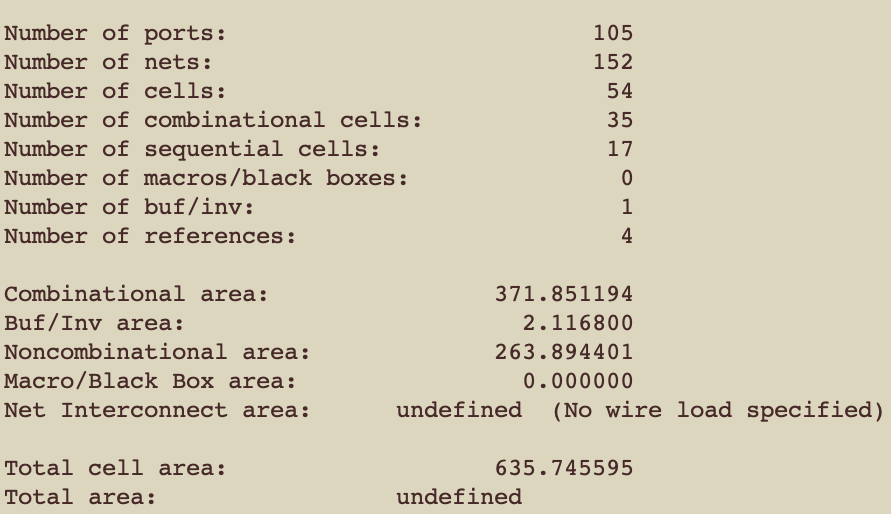 Number of ports: 105
Number of nets: 152
Number of cells: 54
Number of combinational cells: 35
Number of sequential cells: 17
Number of macros/black boxes: 0
Number of buf/inv: 1
Number of references: 4
Combinational area: 371.851194
Buf/Inv area: 2.116800
Noncombinational area: 263.894401
Macro/Black Box area: 0.000000
Net Interconnect area: undefined (No wire load specified)
Total cell area: 635.745595
Total area: undefined